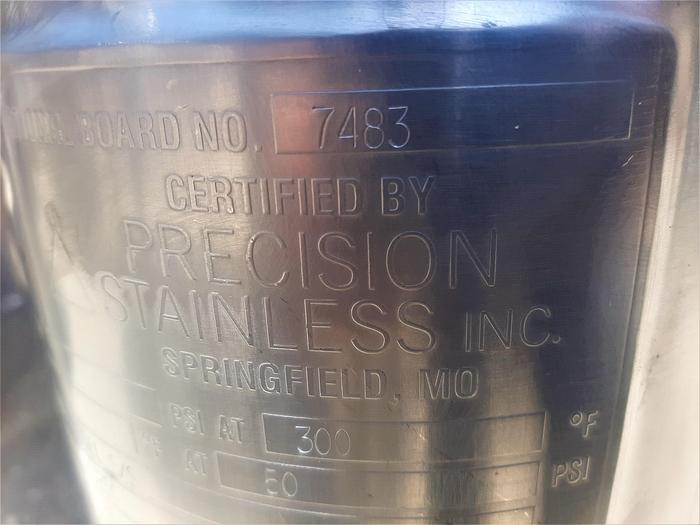 BOARD NO. 7483
CERTIFIED BY
PRECISION
STAINLESS INC.
SPRINGFIELD, MO
PSI AT 300 °F
°F AT 50 PSI